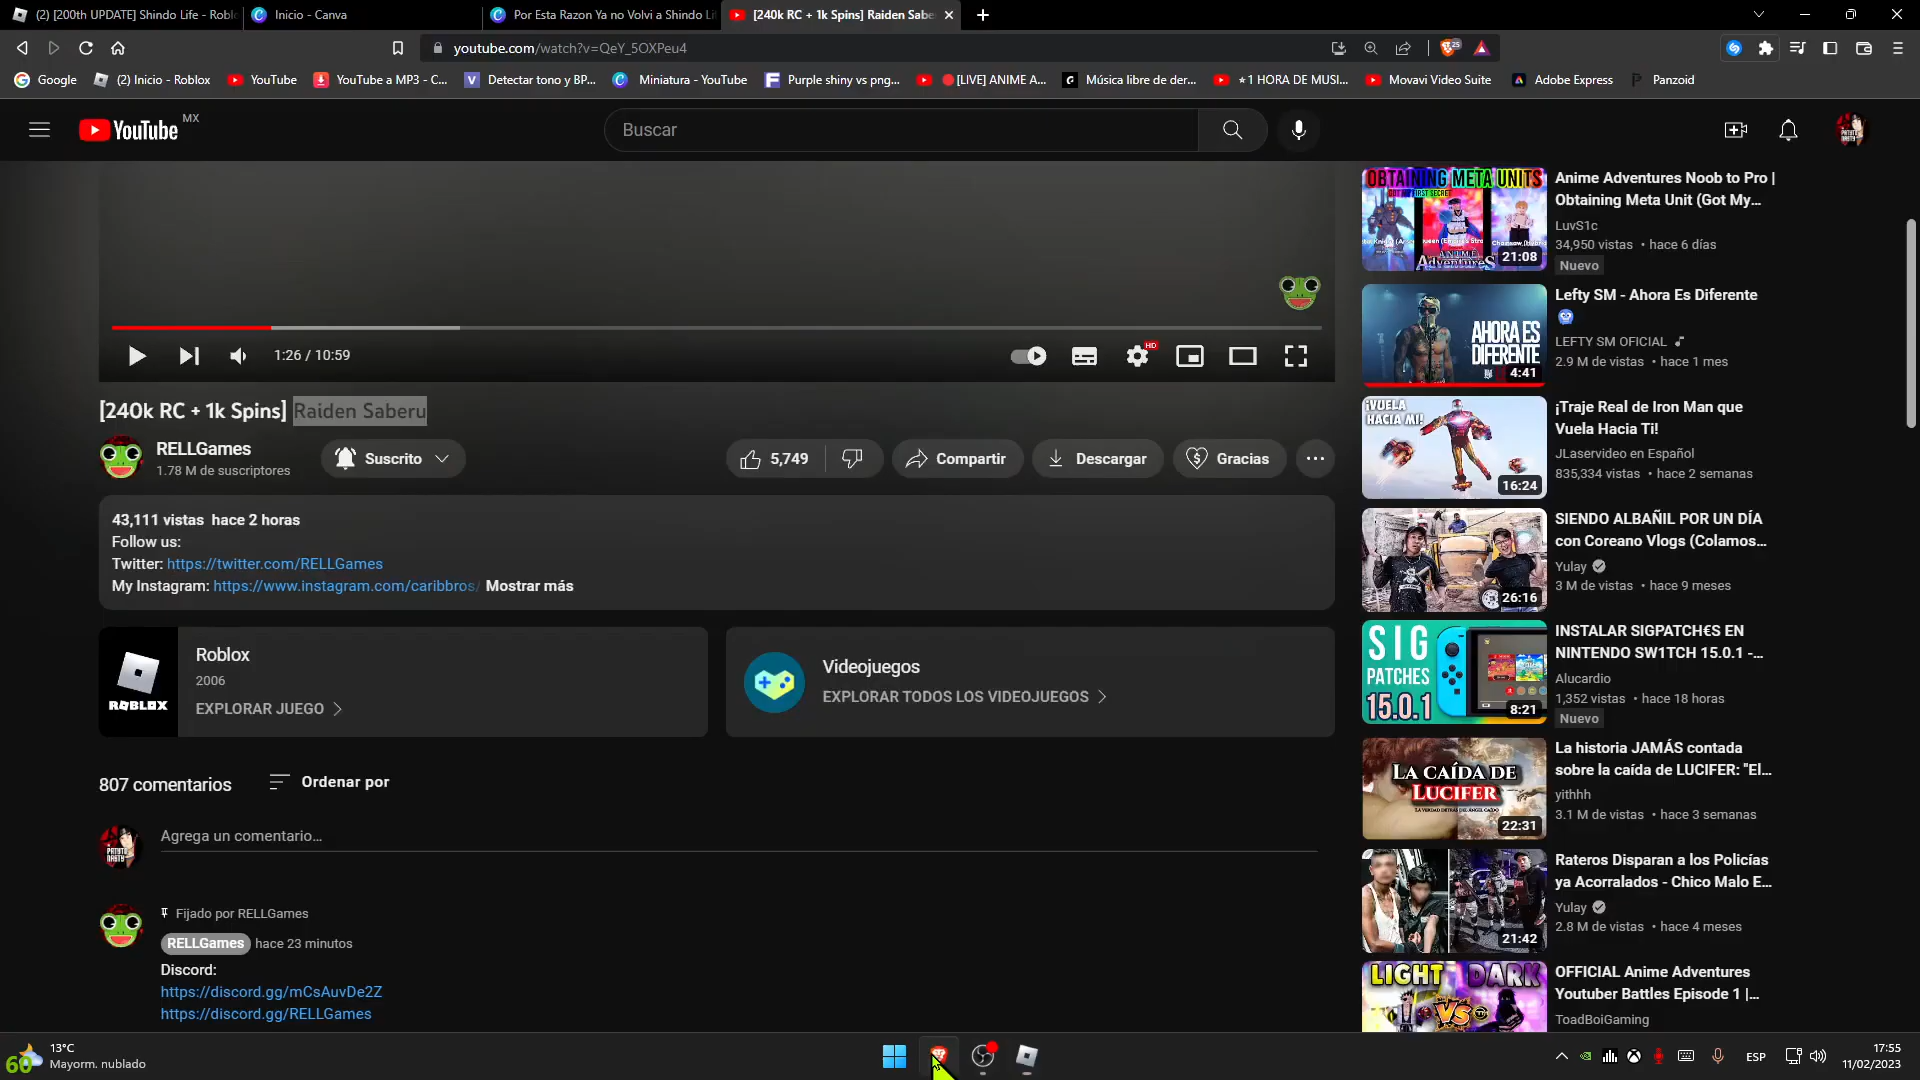 (2) [200th UPDATE] Shindo Life - Robl
Inicio - Canva
Por Esta Razon Ya no Volvi a Shindo Li
[240k RC + 1k Spins] Raiden Sabe
youtube.com/watch?v=QeY_5OXPeu4
25
Google
(2) Inicio - Roblox
YouTube
YouTube a MP3 - C...
Detectar tono y BP...
Miniatura - YouTube
Purple shiny vs png...
[LIVE] ANIME A...
Música libre de der...
1 HORA DE MUSI...
Movavi Video Suite
Adobe Express
Panzoid
YouTube MX
Buscar
1:26 / 10:59
HD
[240k RC + 1k Spins] Raiden Saberu
RELLGames
1.78 M de suscriptores
Suscrito
5,749
Compartir
Descargar
Gracias
43,111 vistas hace 2 horas
Follow us:
Twitter: https://twitter.com/RELLGames
My Instagram: https://www.instagram.com/caribbros/ Mostrar más
ROBLOX
Roblox
2006
EXPLORAR JUEGO
Videojuegos
EXPLORAR TODOS LOS VIDEOJUEGOS
807 comentarios
Ordenar por
Agrega un comentario...
Fijado por RELLGames
RELLGames hace 23 minutos
Discord:
https://discord.gg/mCsAuvDe2Z
https://discord.gg/RELLGames
OBTAINING META UNITS
ANIME
ADVENTURES
21:08
Anime Adventures Noob to Pro |
Obtaining Meta Unit (Got My...
LuvS1c
34,950 vistas • hace 6 días
Nuevo
AHORA ES
DIFERENTE
4:41
Lefty SM - Ahora Es Diferente
LEFTY SM OFICIAL
2.9 M de vistas • hace 1 mes
¡VUELA
HACIA MI!
16:24
¡Traje Real de Iron Man que
Vuela Hacia Ti!
JLaservideo en Español
835,334 vistas • hace 2 semanas
26:16
SIENDO ALBAÑIL POR UN DÍA
con Coreano Vlogs (Colamos...
Yulay
3 M de vistas • hace 9 meses
SIG
PATCHES
15.0.1
8:21
INSTALAR SIGPATCH€S EN
NINTENDO SW1TCH 15.0.1 -...
Alucardio
1,352 vistas • hace 18 horas
Nuevo
LA CAÍDA DE
LUCIFER
22:31
La historia JAMÁS contada
sobre la caída de LUCIFER: "El...
yithhh
3.1 M de vistas • hace 3 semanas
21:42
Rateros Disparan a los Policías
ya Acorralados - Chico Malo E...
Yulay
2.8 M de vistas • hace 4 meses
LIGHT DARK
VS
OFFICIAL Anime Adventures
Youtuber Battles Episode 1 |...
ToadBoiGaming
60
13°C
Mayorm. nublado
ESP
17:55
11/02/2023